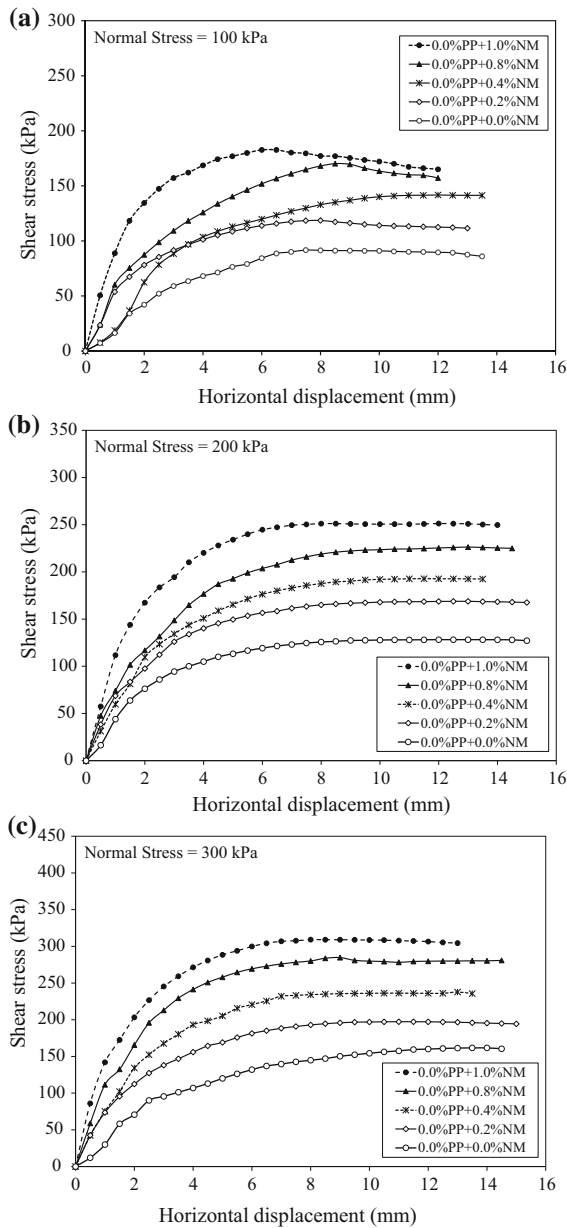 (a)
Normal Stress = 100 kPa
0.0%PP+1.0%NM
0.0%PP+0.8%NM
0.0%PP+0.4%NM
0.0%PP+0.2%NM
0.0%PP+0.0%NM
Shear stress (kPa)
300
250
200
150
100
50
0
0 2 4 6 8 10 12 14 16
Horizontal displacement (mm)
(b)
Normal Stress = 200 kPa
Shear stress (kPa)
350
300
250
200
150
100
50
0
0.0%PP+1.0%NM
0.0%PP+0.8%NM
0.0%PP+0.4%NM
0.0%PP+0.2%NM
0.0%PP+0.0%NM
0 2 4 6 8 10 12 14 16
Horizontal displacement (mm)
(c)
Normal Stress = 300 kPa
Shear stress (kPa)
450
400
350
300
250
200
150
100
50
0
0.0%PP+1.0%NM
0.0%PP+0.8%NM
0.0%PP+0.4%NM
0.0%PP+0.2%NM
0.0%PP+0.0%NM
0 2 4 6 8 10 12 14 16
Horizontal displacement (mm)